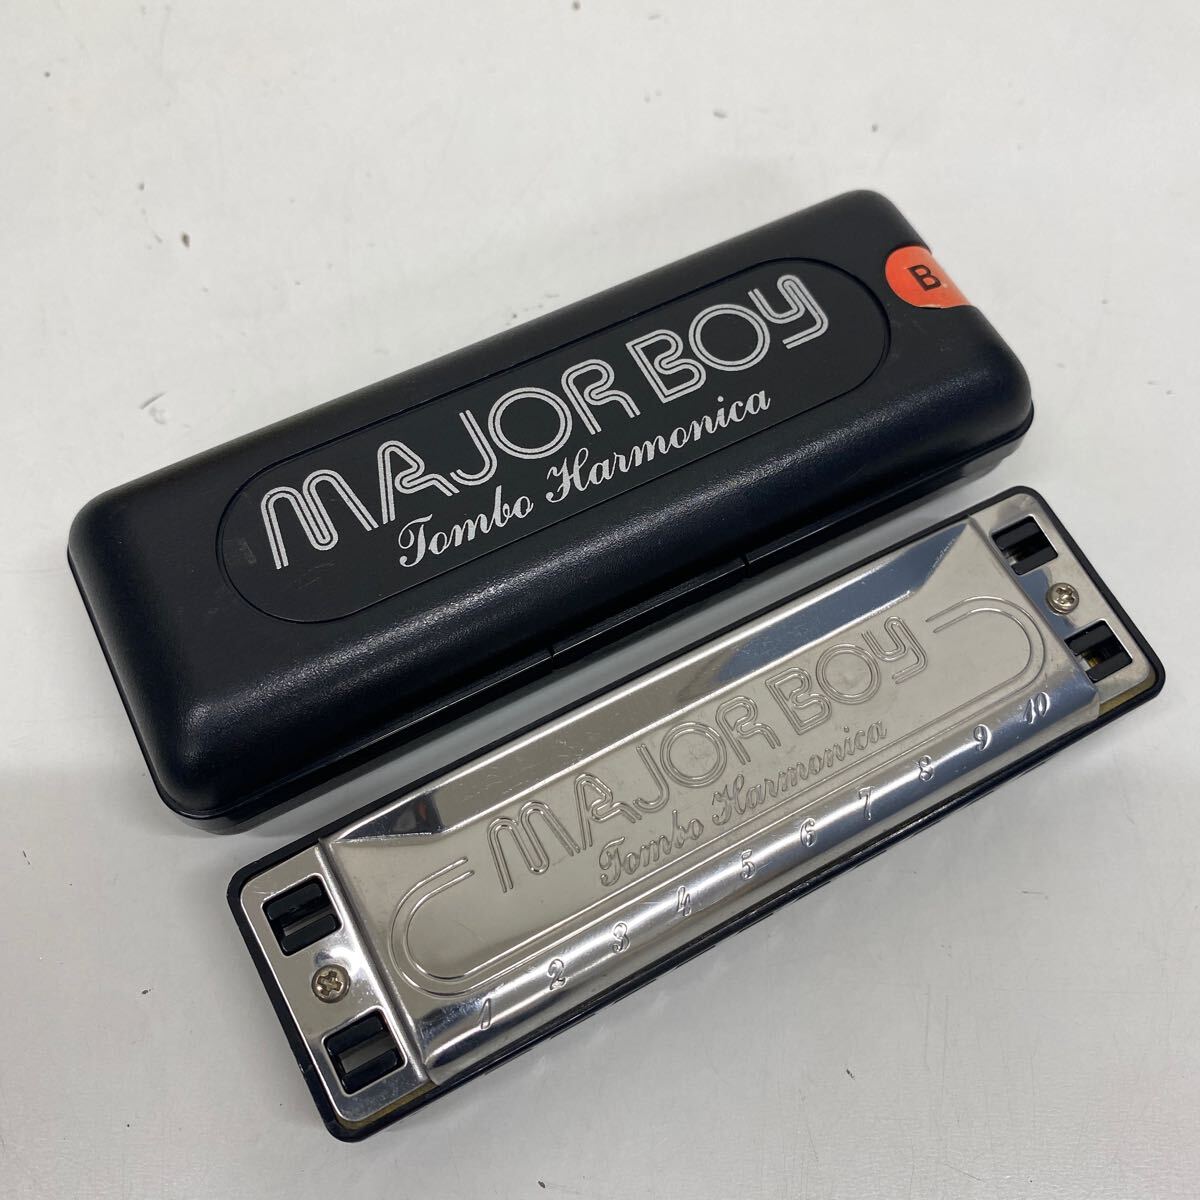 B
MAJOR BOY
Tombo Harmonica
MAJOR BOY
Tombo Harmonica
1 2 3 4 5 6 7 8 9 10